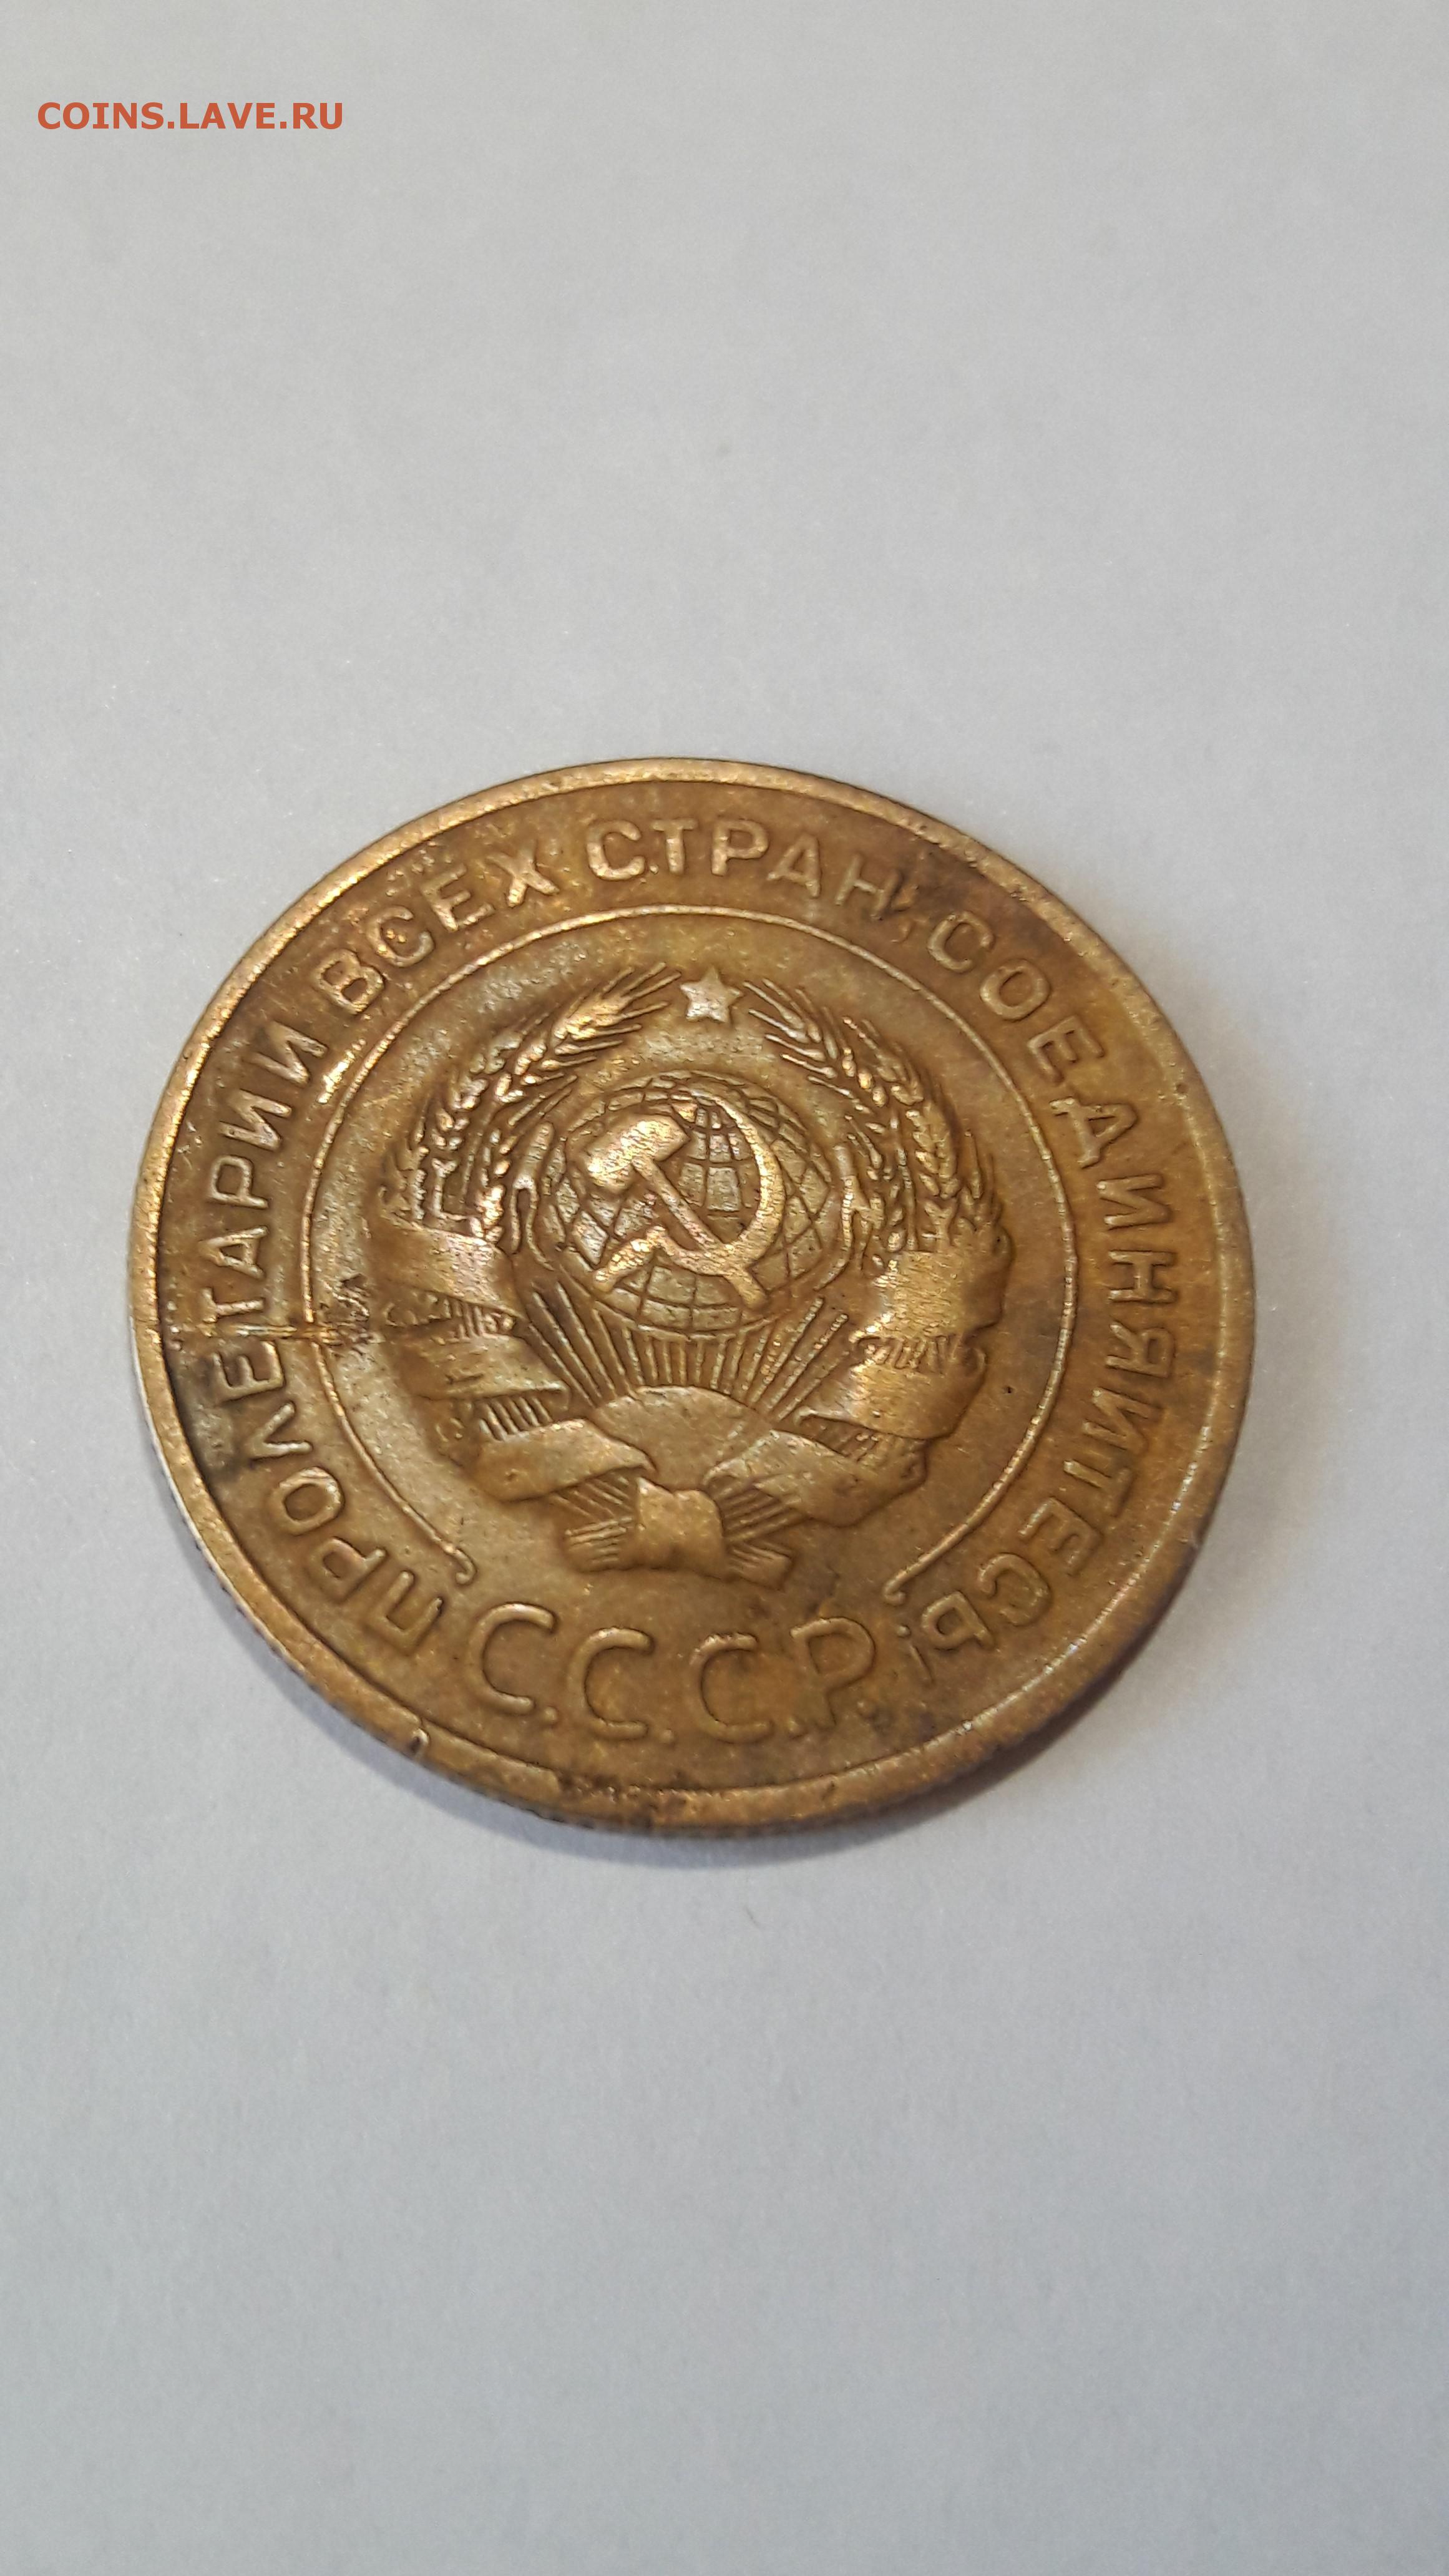 COINS.LAVE.RU
ПРОЛЕТАРИИ ВСЕХ СТРАН, СОЕДИНЯЙТЕСЬ!
С.С.С.Р.